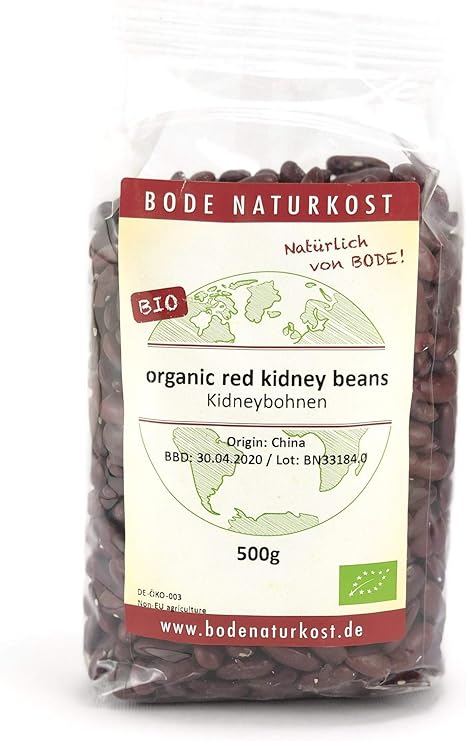 BODE NATURKOST
Natürlich
von BODE!
BIO
organic red kidney beans
Kidneybohnen
Origin: China
BBD: 30.04.2020 / Lot: BN33184.0
500g
DE-ÖKO-003
Non-EU agriculture
www.bodenaturkost.de